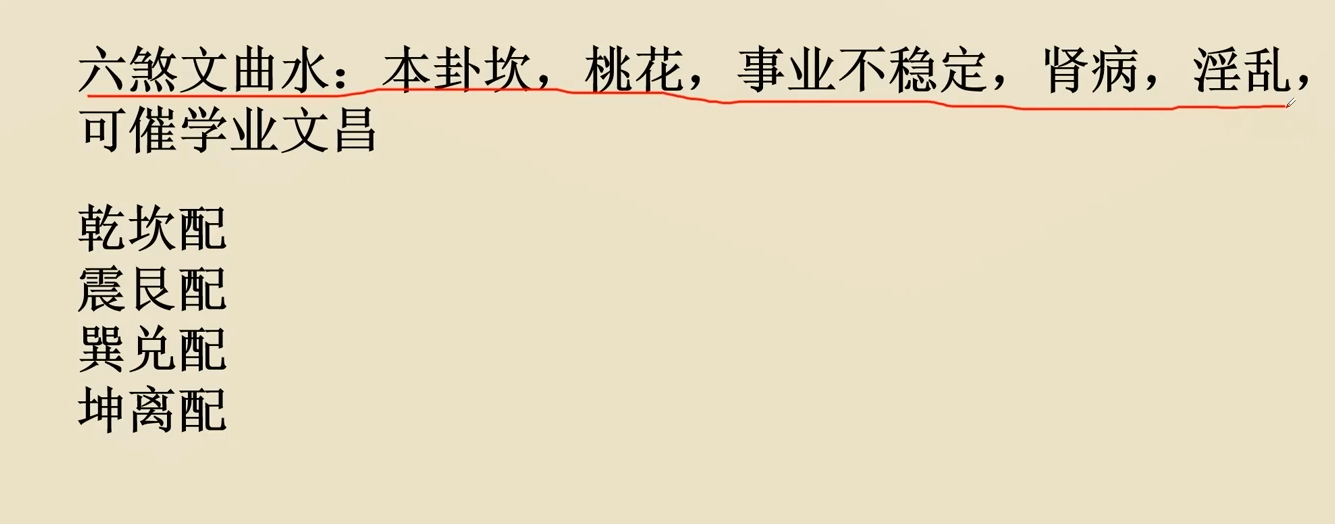 六煞文曲水：本卦坎，桃花，事业不稳定，肾病，淫乱，
可催学业文昌
乾坎配
震艮配
巽兑配
坤离配